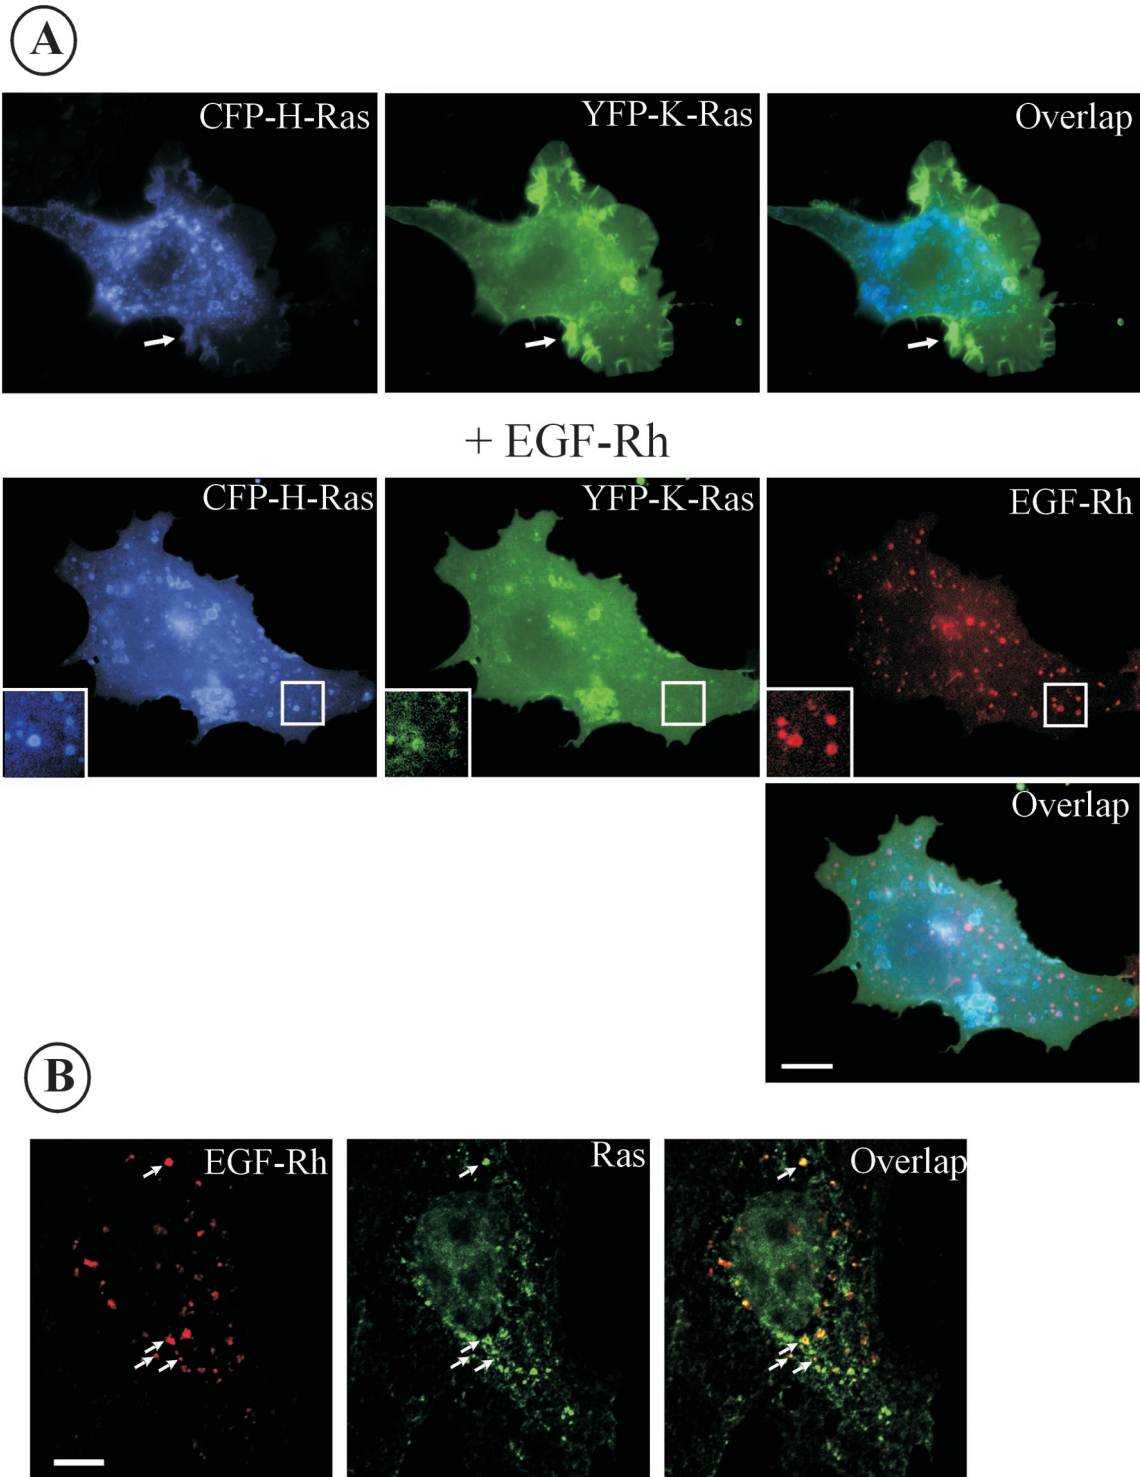 A
CFP-H-Ras
YFP-K-Ras
Overlap
+ EGF-Rh
CFP-H-Ras
YFP-K-Ras
EGF-Rh
Overlap
B
EGF-Rh
Ras
Overlap